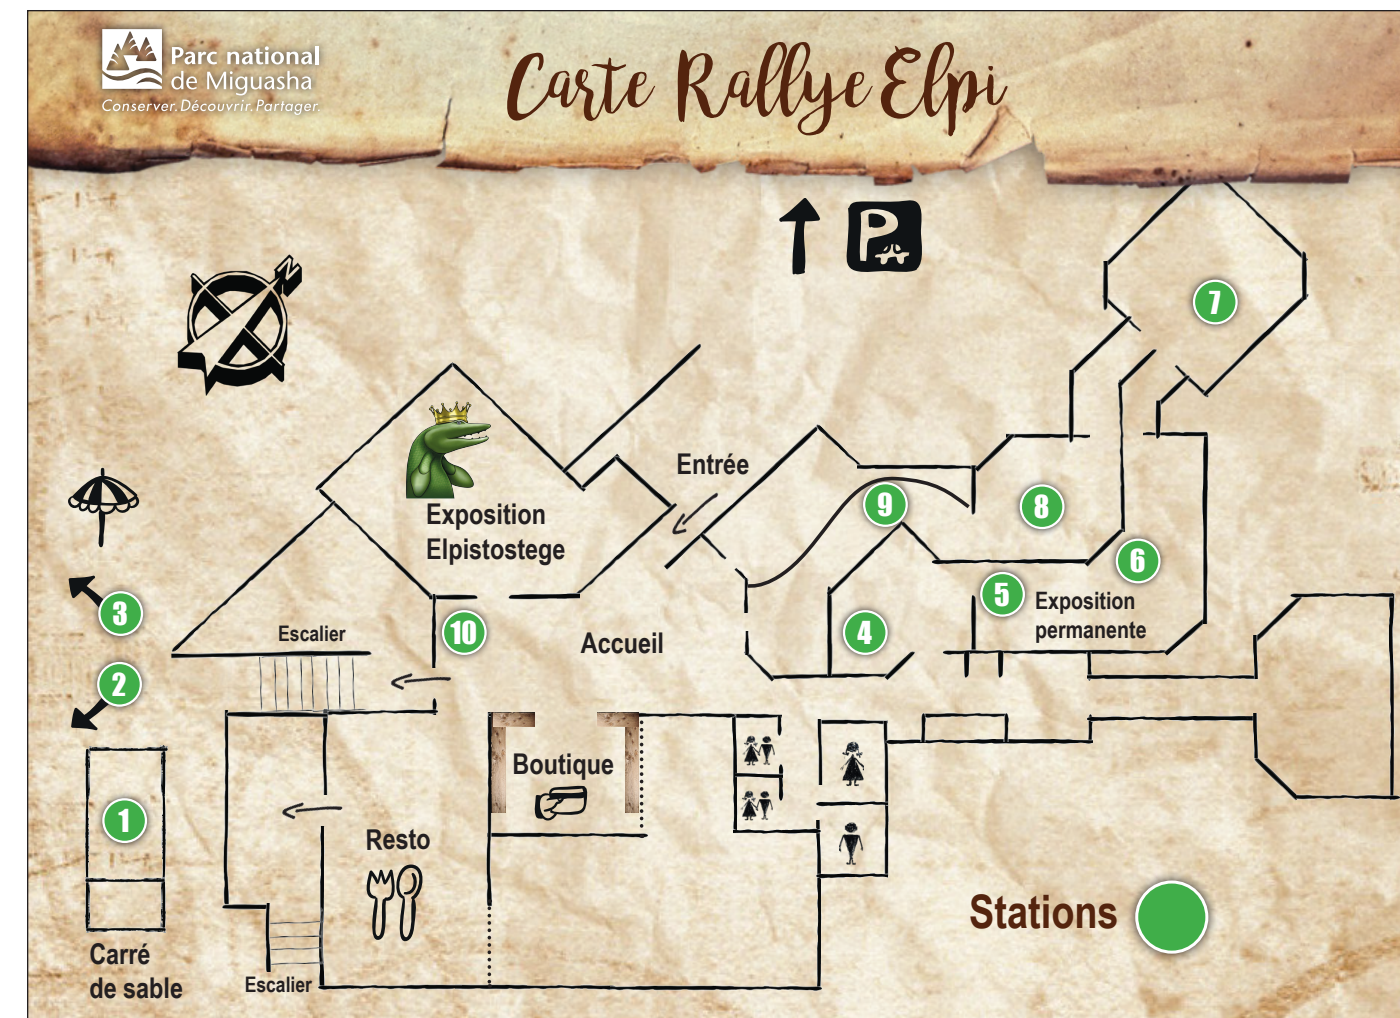 Parc national
de Miguasha
Conserver. Découvrir. Partager.
Carte Rallye Elpi
P
N
7
Entrée
Exposition
Elpistostege
9
8
6
5
Exposition
permanente
3
Escalier
10
Accueil
4
2
Boutique
1
Resto
Stations
Carré
de sable
Escalier